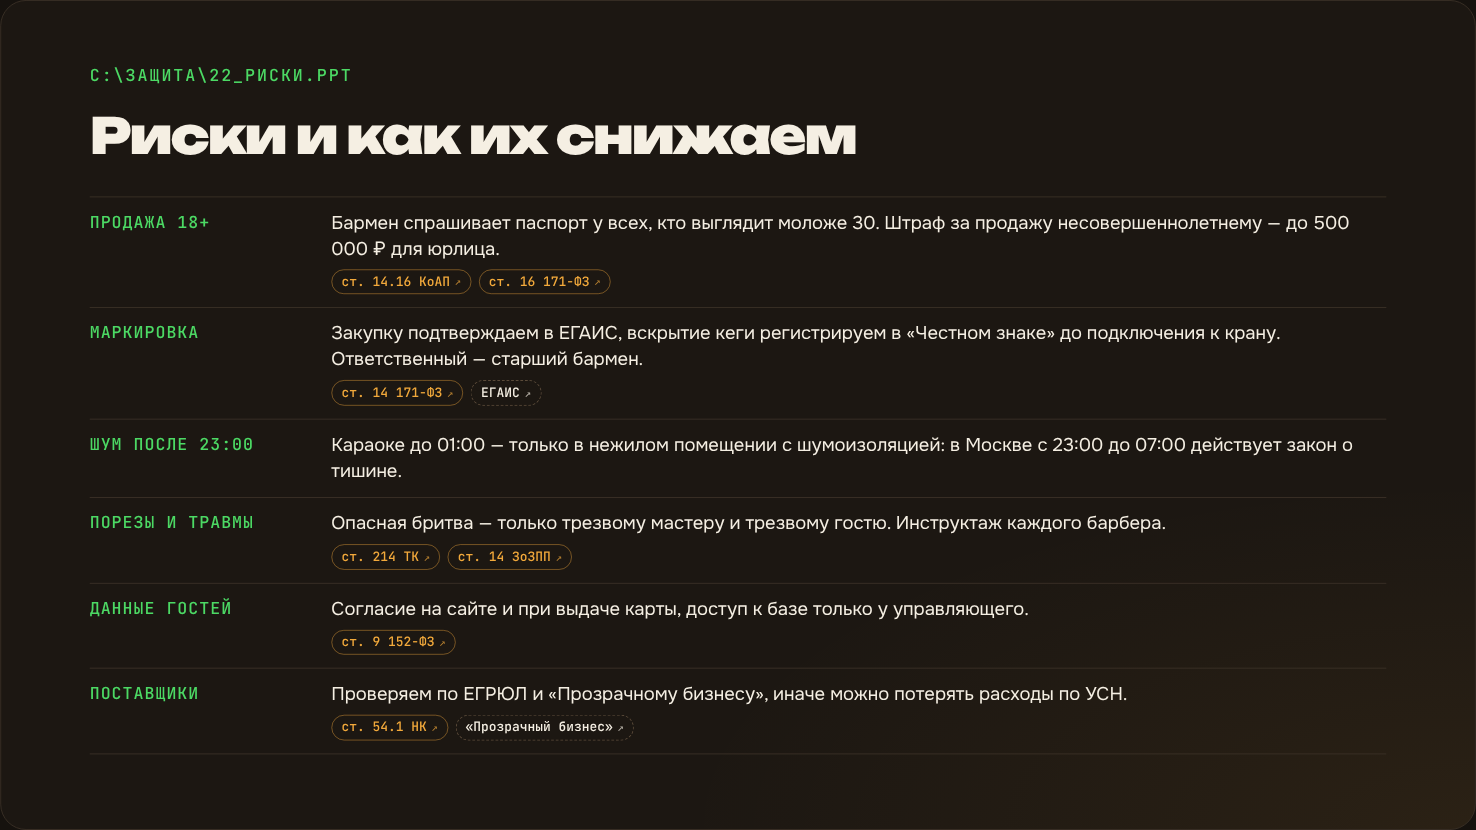 C:\ЗАЩИТА\22_РИСКИ.PPT
Риски и как их снижаем
ПРОДАЖА 18+
Бармен спрашивает паспорт у всех, кто выглядит моложе 30. Штраф за продажу несовершеннолетнему — до 500
000 ₽ для юрлица.
ст. 14.16 КоАП ↗ ст. 16 171-ФЗ ↗
МАРКИРОВКА
Закупку подтверждаем в ЕГАИС, вскрытие кеги регистрируем в «Честном знаке» до подключения к крану.
Ответственный — старший бармен.
ст. 14 171-ФЗ ↗ ЕГАИС ↗
ШУМ ПОСЛЕ 23:00
Караоке до 01:00 — только в нежилом помещении с шумоизоляцией: в Москве с 23:00 до 07:00 действует закон о
тишине.
ПОРЕЗЫ И ТРАВМЫ
Опасная бритва — только трезвому мастеру и трезвому гостю. Инструктаж каждого барбера.
ст. 214 ТК ↗ ст. 14 ЗоЗПП ↗
ДАННЫЕ ГОСТЕЙ
Согласие на сайте и при выдаче карты, доступ к базе только у управляющего.
ст. 9 152-ФЗ ↗
ПОСТАВЩИКИ
Проверяем по ЕГРЮЛ и «Прозрачному бизнесу», иначе можно потерять расходы по УСН.
ст. 54.1 НК ↗ «Прозрачный бизнес» ↗